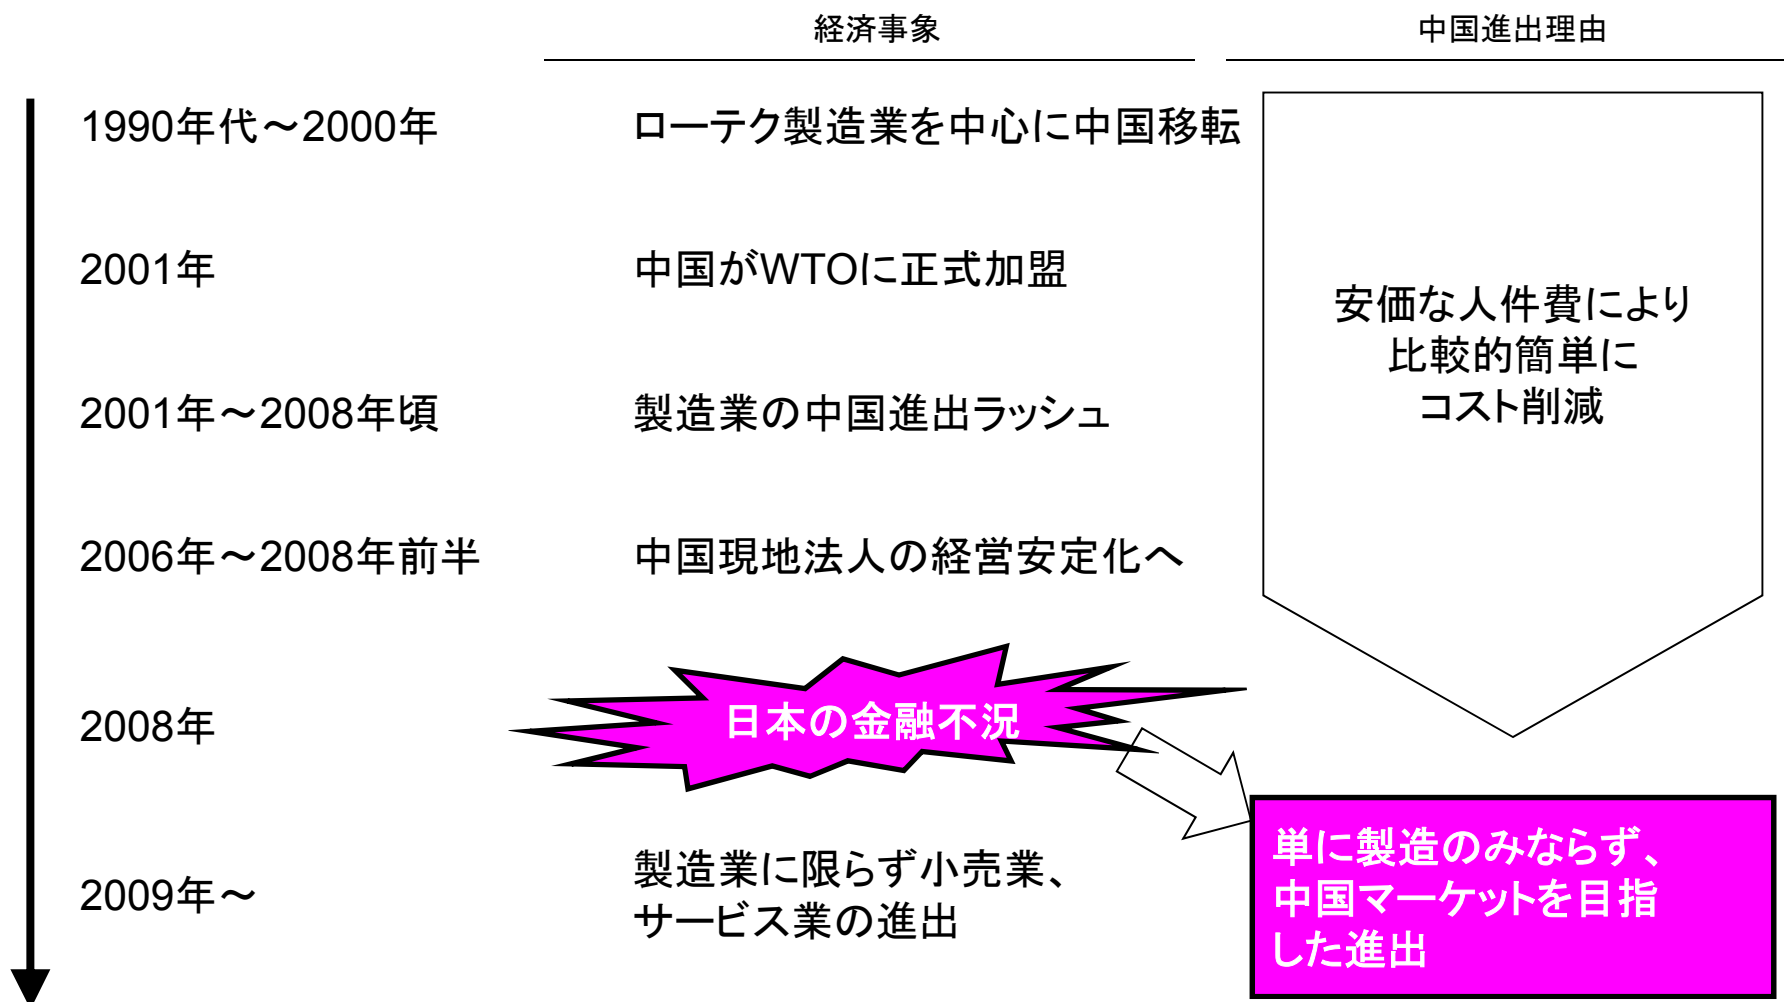 経済事象
中国進出理由
1990年代～2000年
ローテク製造業を中心に中国移転
2001年
中国がWTOに正式加盟
2001年～2008年頃
製造業の中国進出ラッシュ
2006年～2008年前半
中国現地法人の経営安定化へ
安価な人件費により
比較的簡単に
コスト削減
2008年
日本の金融不況
2009年～
製造業に限らず小売業、
サービス業の進出
単に製造のみならず、
中国マーケットを目指
した進出